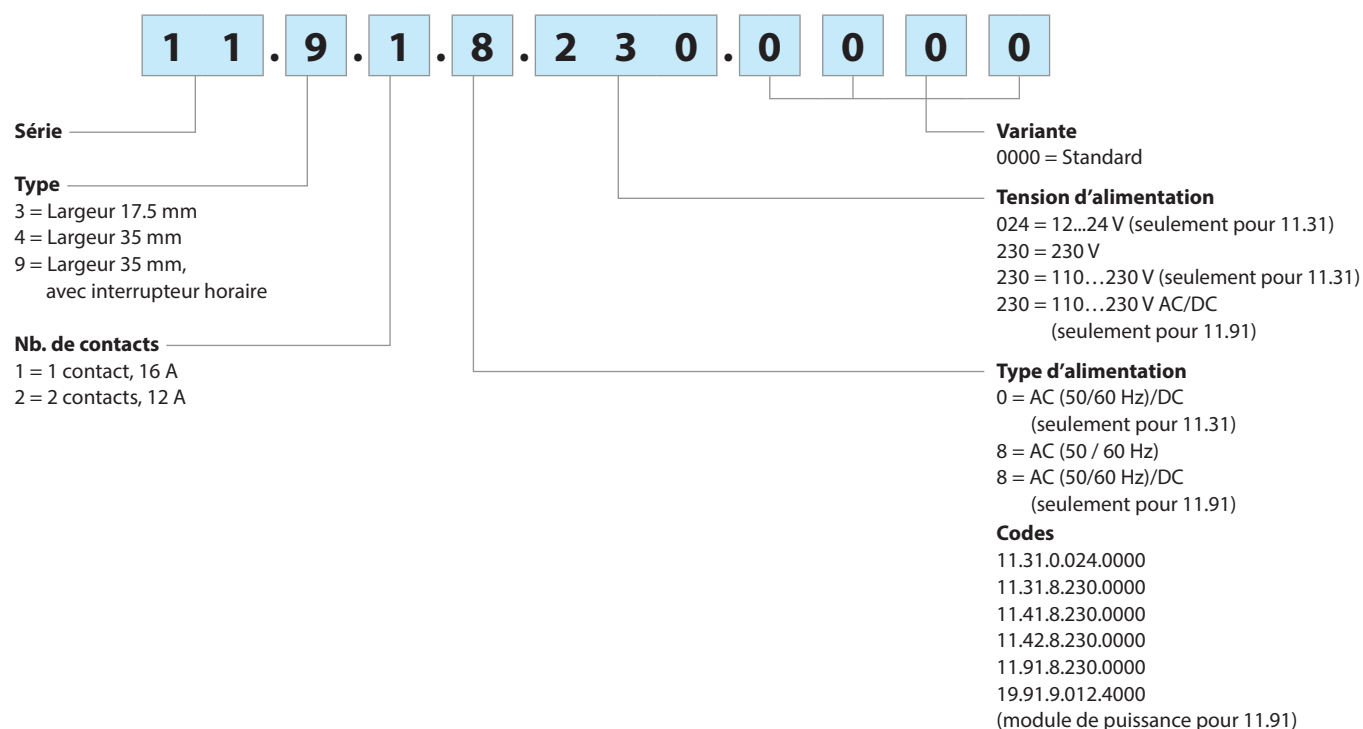 1 1 . 9 . 1 . 8 . 2 3 0 . 0 0 0 0
Série
Type
3 = Largeur 17.5 mm
4 = Largeur 35 mm
9 = Largeur 35 mm,
avec interrupteur horaire
Nb. de contacts
1 = 1 contact, 16 A
2 = 2 contacts, 12 A
Variante
0000 = Standard
Tension d’alimentation
024 = 12...24 V (seulement pour 11.31)
230 = 230 V
230 = 110…230 V (seulement pour 11.31)
230 = 110…230 V AC/DC
(seulement pour 11.91)
Type d’alimentation
0 = AC (50/60 Hz)/DC
(seulement pour 11.31)
8 = AC (50 / 60 Hz)
8 = AC (50/60 Hz)/DC
(seulement pour 11.91)
Codes
11.31.0.024.0000
11.31.8.230.0000
11.41.8.230.0000
11.42.8.230.0000
11.91.8.230.0000
19.91.9.012.4000
(module de puissance pour 11.91)